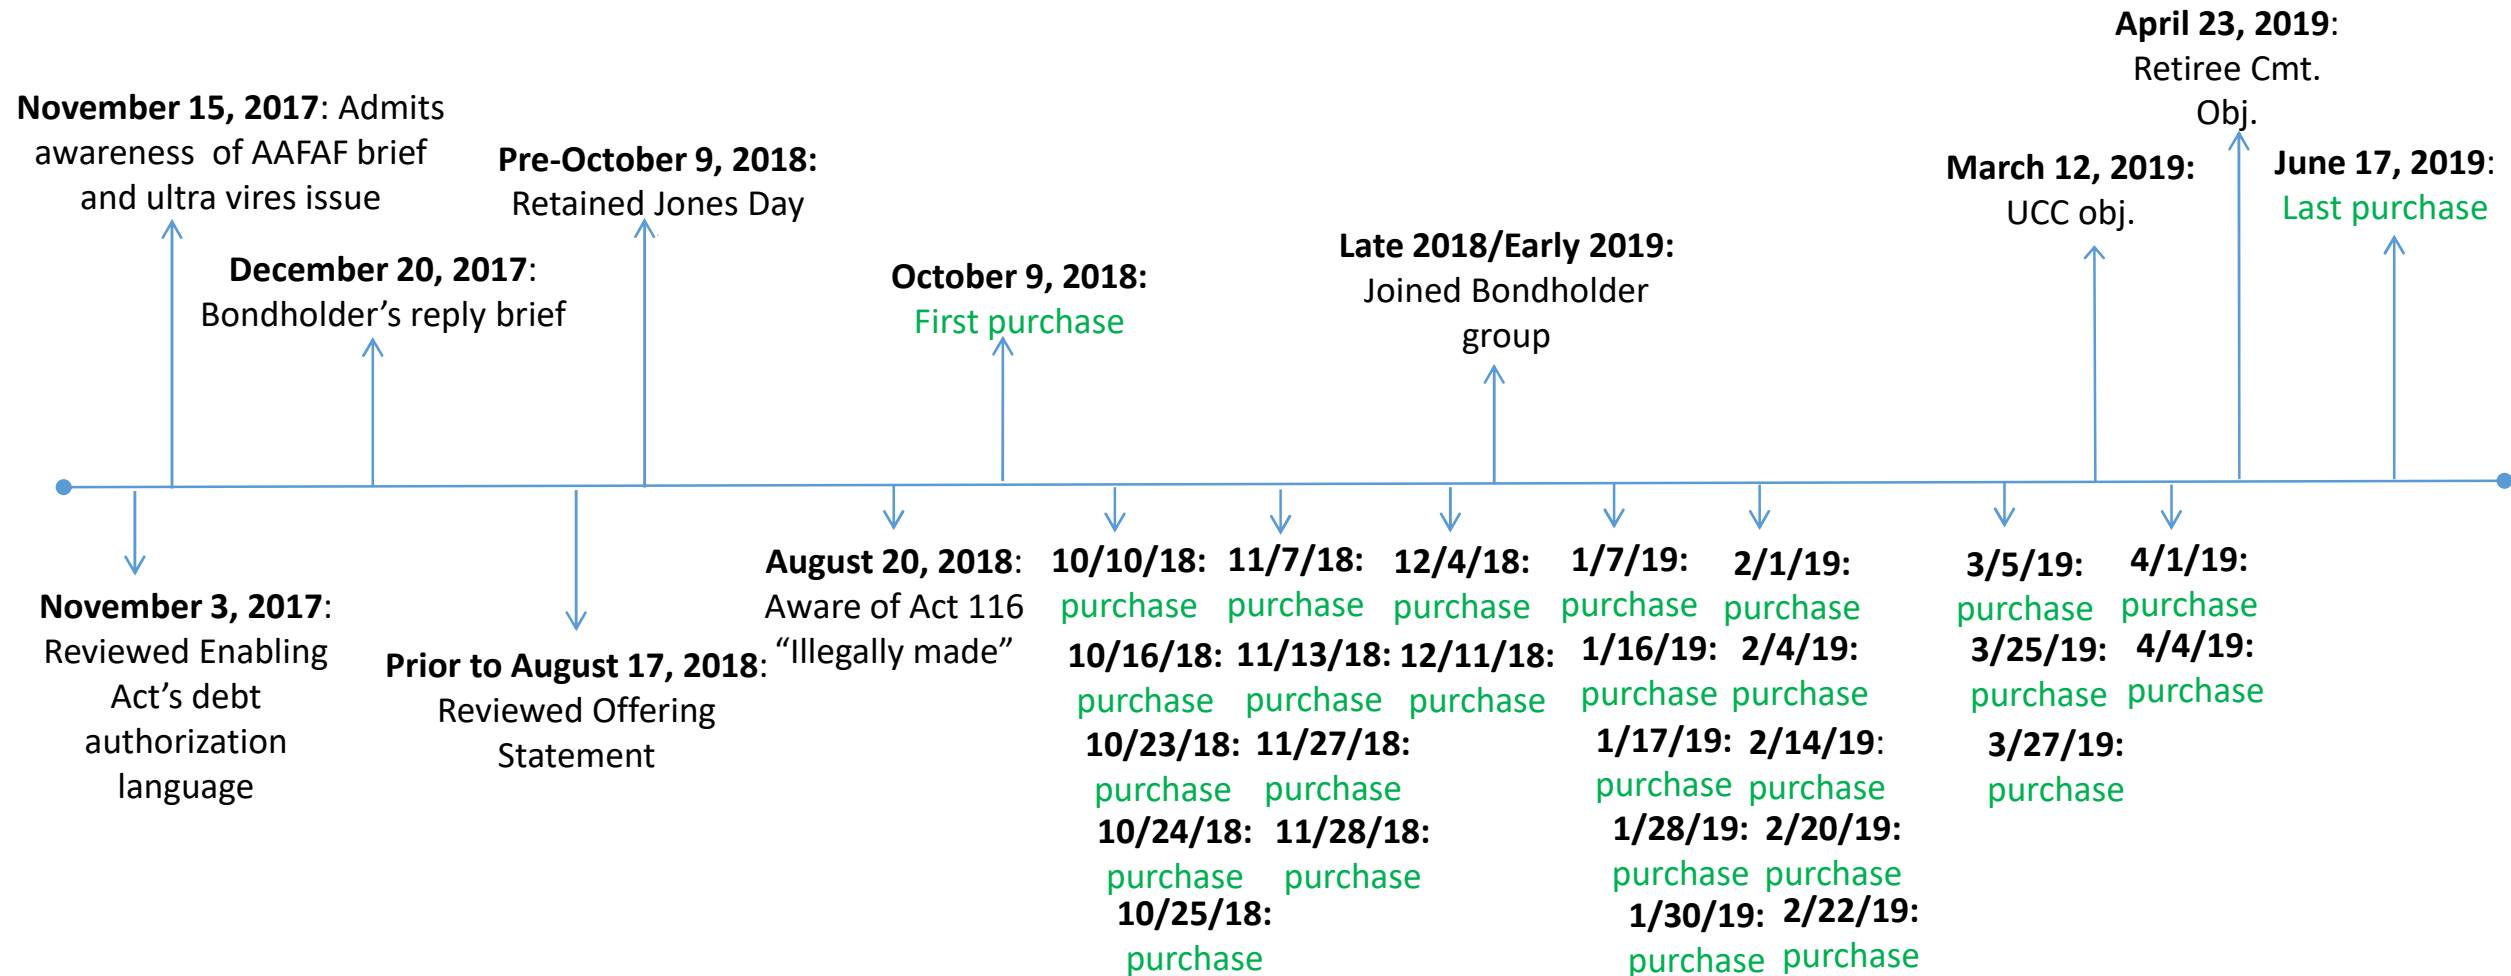 November 15, 2017: Admits
awareness of AAFAF brief
and ultra vires issue
December 20, 2017:
Bondholder’s reply brief
Pre-October 9, 2018:
Retained Jones Day
October 9, 2018:
First purchase
Late 2018/Early 2019:
Joined Bondholder
group
March 12, 2019:
UCC obj.
April 23, 2019:
Retiree Cmt.
Obj.
June 17, 2019:
Last purchase
November 3, 2017:
Reviewed Enabling
Act’s debt
authorization
language
Prior to August 17, 2018:
Reviewed Offering
Statement
August 20, 2018:
Aware of Act 116
“Illegally made”
10/10/18:
purchase
10/16/18:
purchase
10/23/18:
purchase
10/24/18:
purchase
10/25/18:
purchase
11/7/18:
purchase
11/13/18:
purchase
11/27/18:
purchase
11/28/18:
purchase
12/4/18:
purchase
12/11/18:
purchase
1/7/19:
purchase
1/16/19:
purchase
1/17/19:
purchase
1/28/19:
purchase
1/30/19:
purchase
2/1/19:
purchase
2/4/19:
purchase
2/14/19:
purchase
2/20/19:
purchase
2/22/19:
purchase
3/5/19:
purchase
3/25/19:
purchase
3/27/19:
purchase
4/1/19:
purchase
4/4/19:
purchase